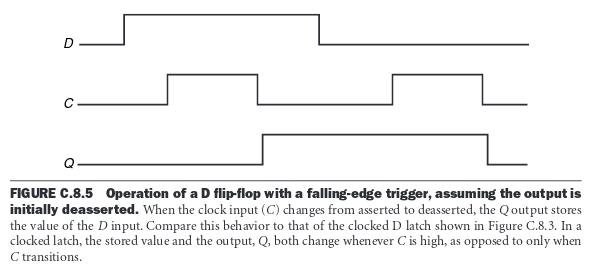 D
C
Q
FIGURE C.8.5 Operation of a D flip-flop with a falling-edge trigger, assuming the output is
initially deasserted. When the clock input (C) changes from asserted to deasserted, the Q output stores
the value of the D input. Compare this behavior to that of the clocked D latch shown in Figure C.8.3. In a
clocked latch, the stored value and the output, Q, both change whenever C is high, as opposed to only when
C transitions.